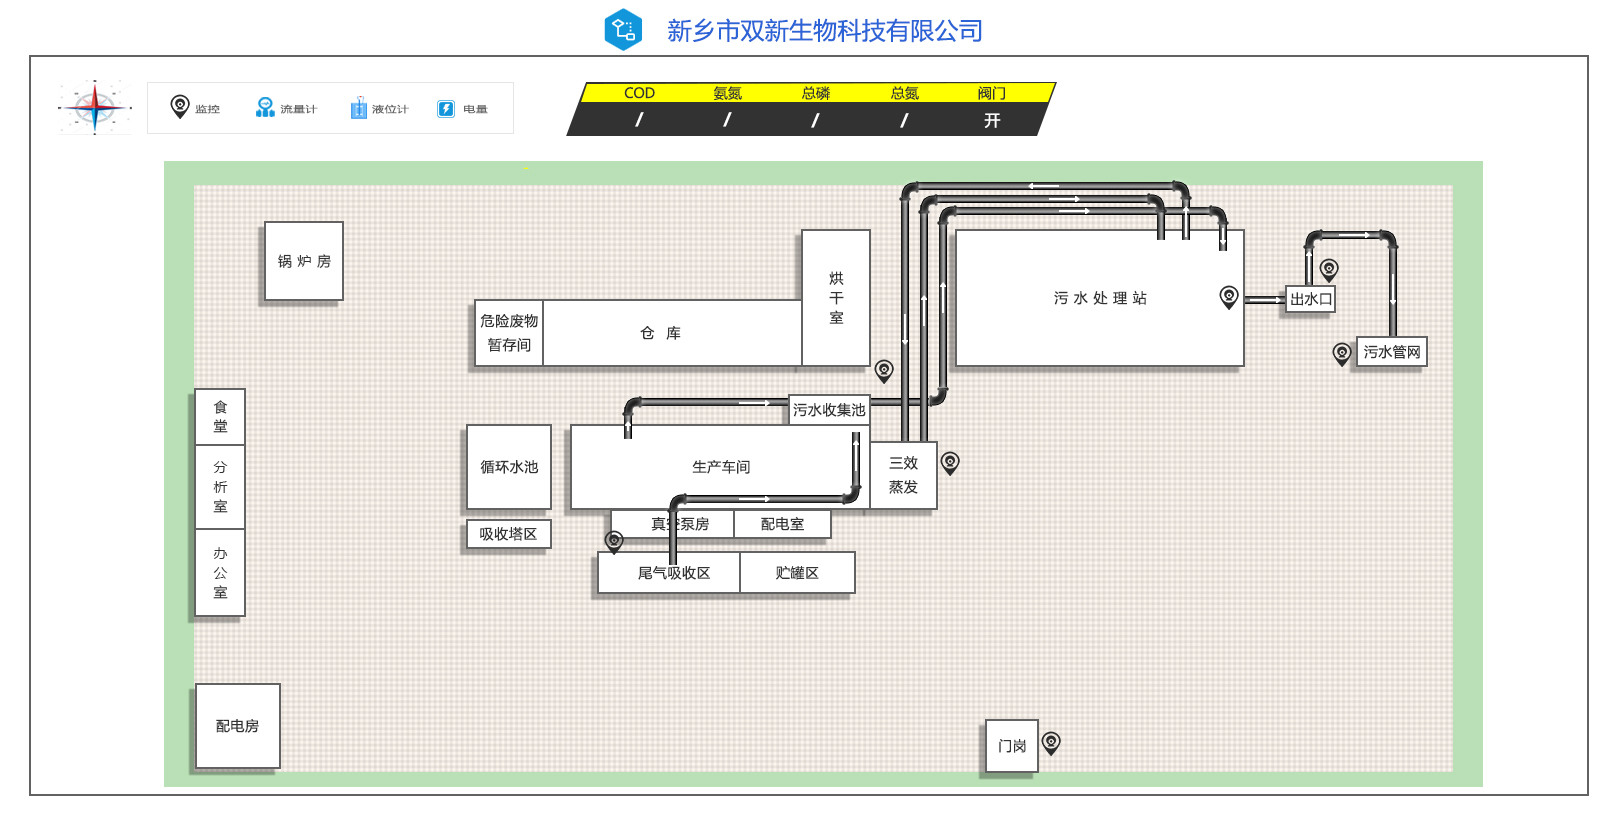 新乡市双新生物科技有限公司
监控 流量计 液位计 电量
COD 氨氮 总磷 总氮 阀门
/ / / / 开
锅炉房
烘干室
污水处理站
出水口
危险废物
暂存间
仓 库
污水管网
食堂
污水收集池
分析室
循环水池
生产车间
三效
蒸发
吸收塔区
真空泵房
配电室
办公室
尾气吸收区
贮罐区
配电房
门岗